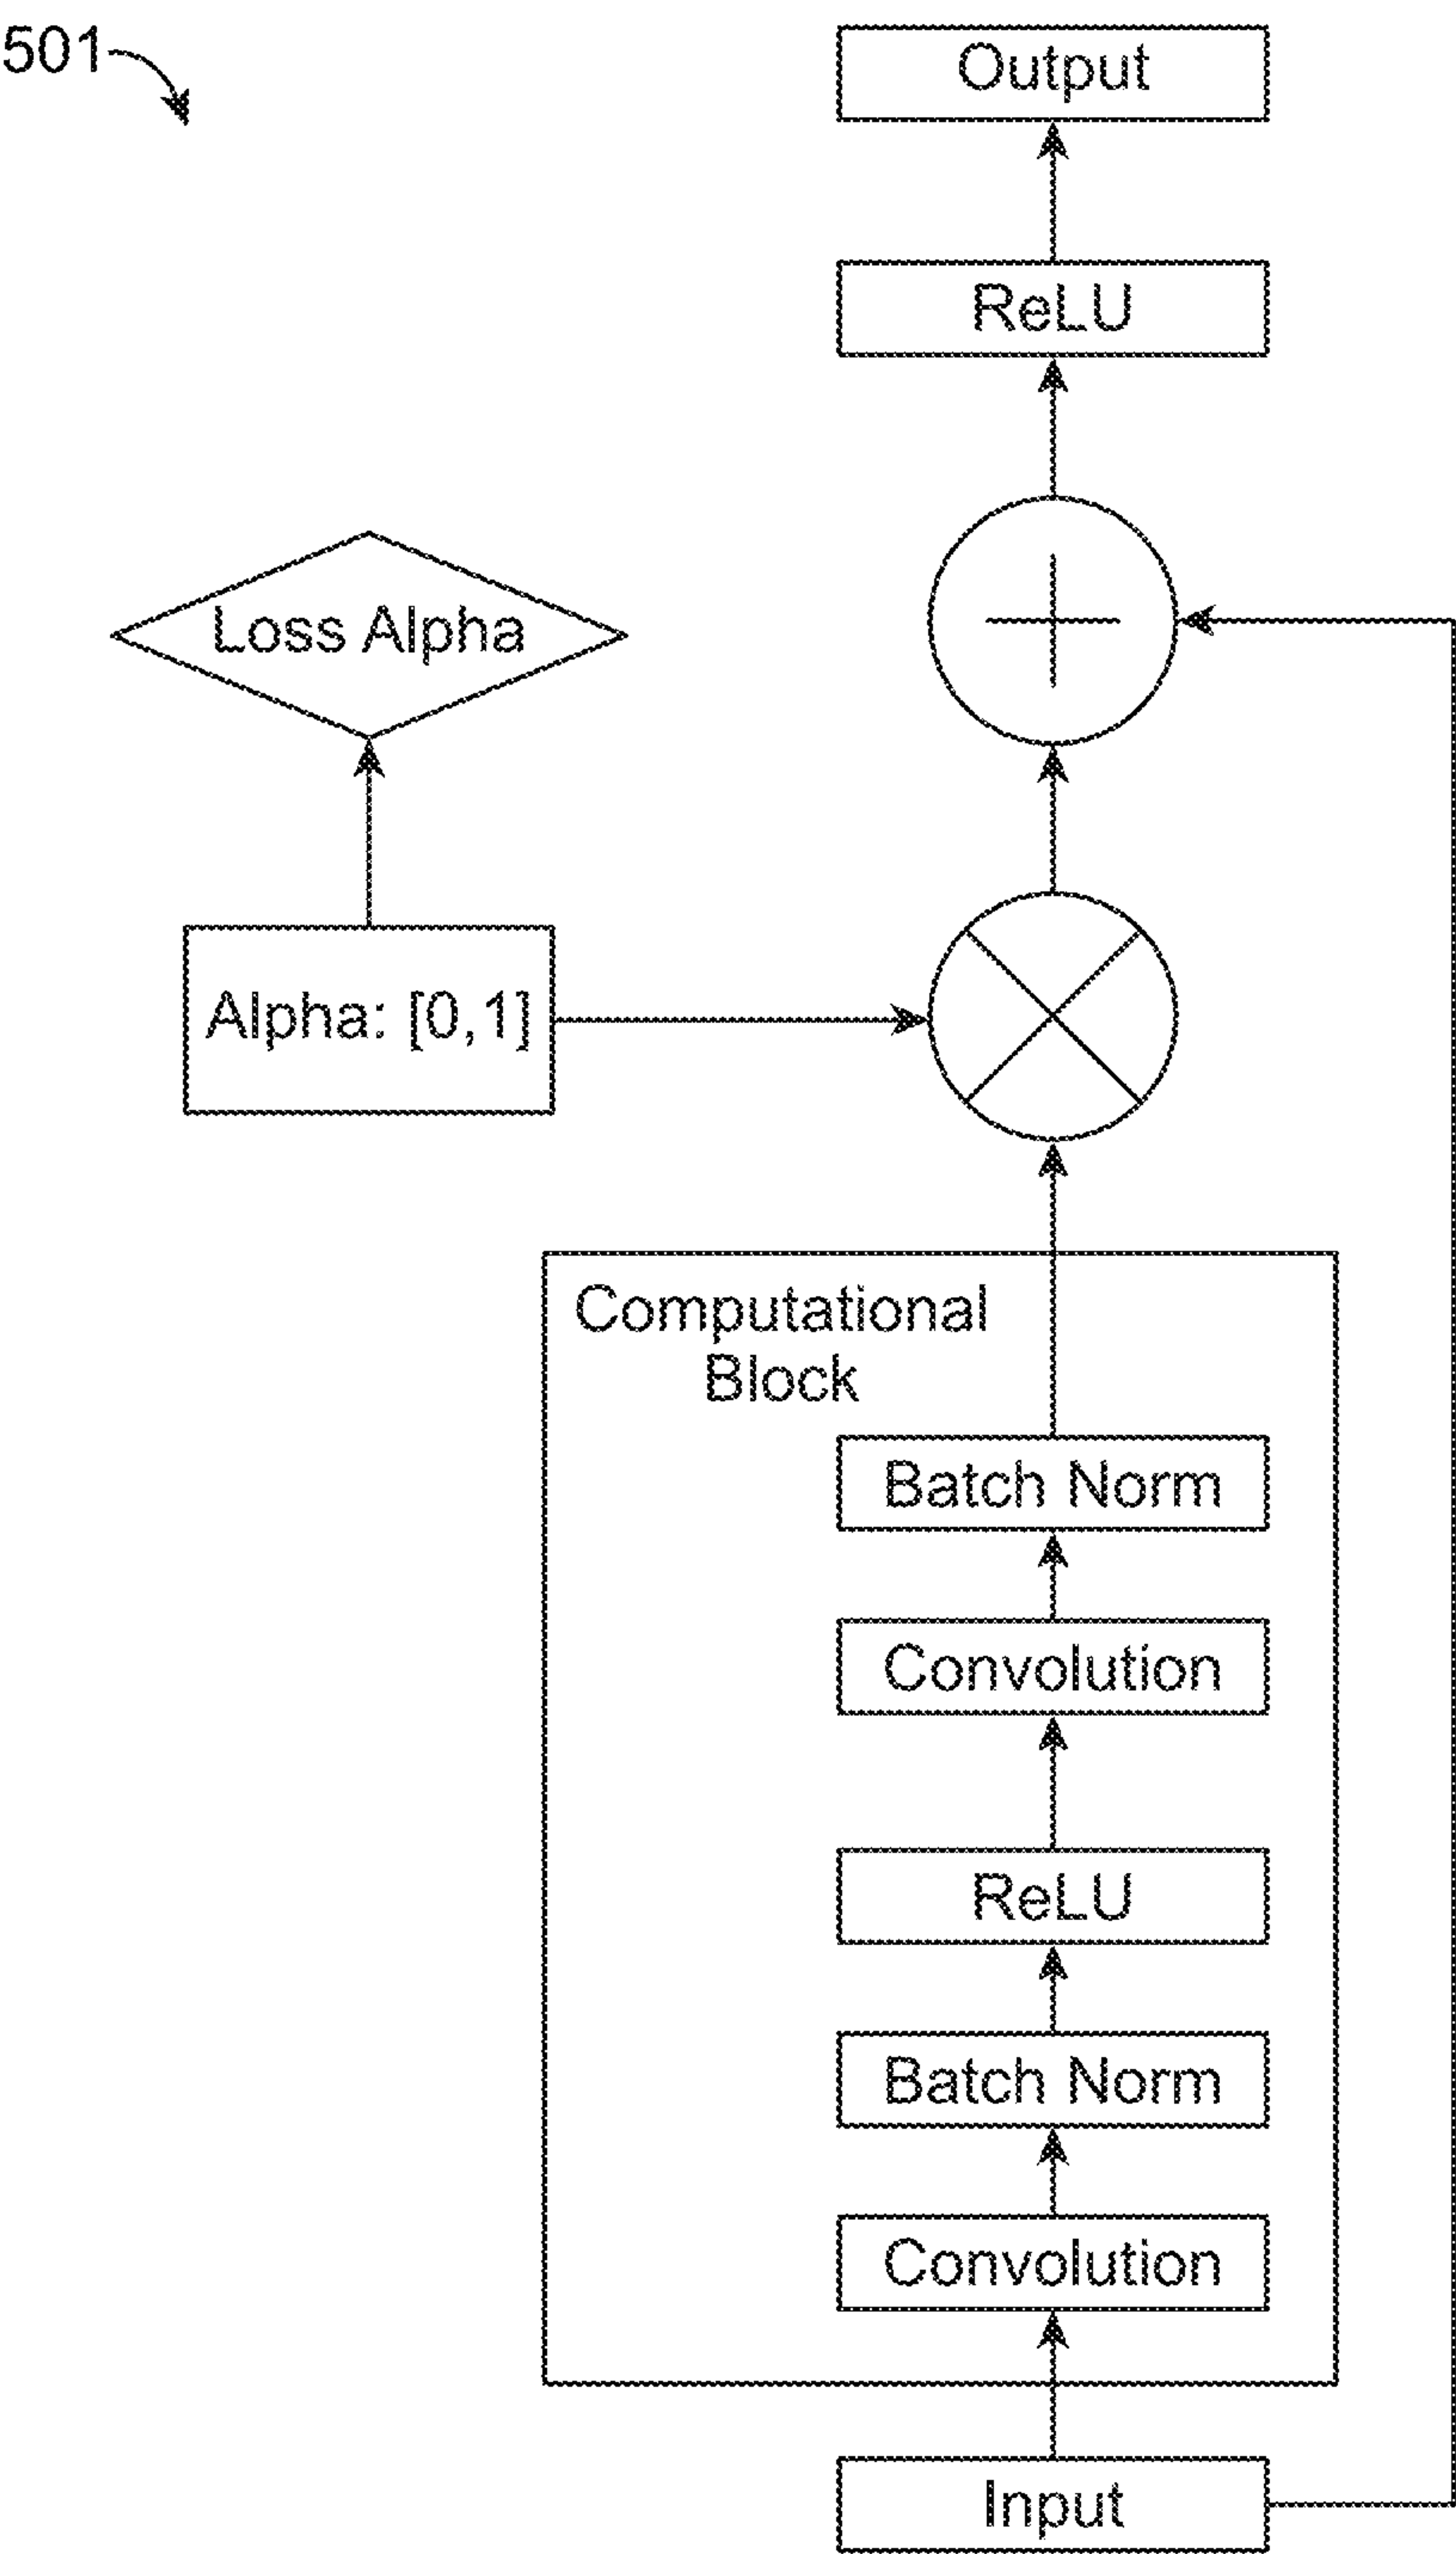 501
Output
ReLU
Loss Alpha
Alpha: [0,1]
Computational
Block
Batch Norm
Convolution
ReLU
Batch Norm
Convolution
Input